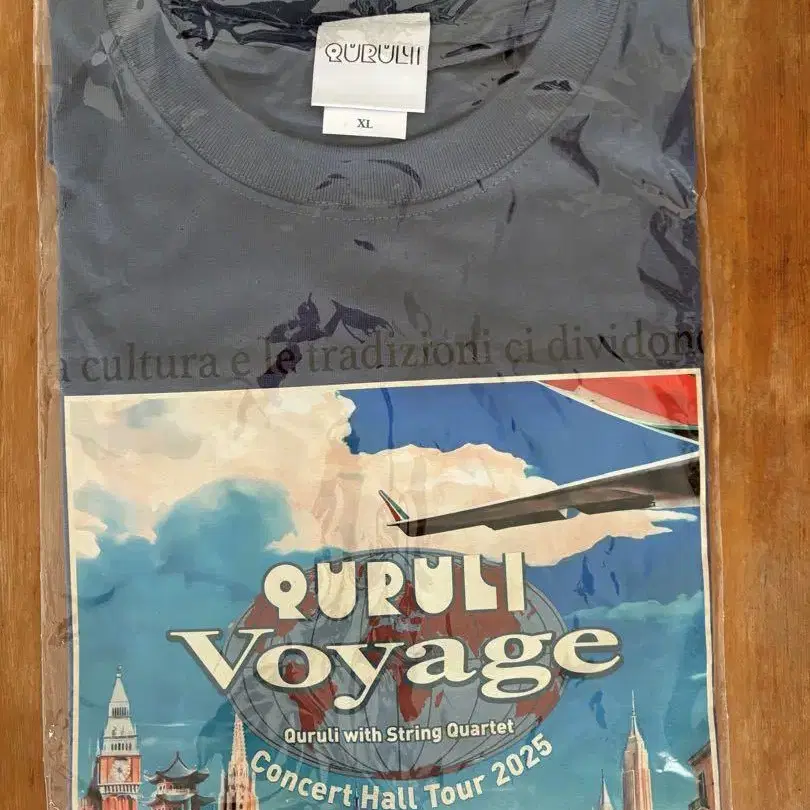 QURULI
XL
a cultura e le tradizioni ci dividono
QURULI
Voyage
Quruli with String Quartet
Concert Hall Tour 2025